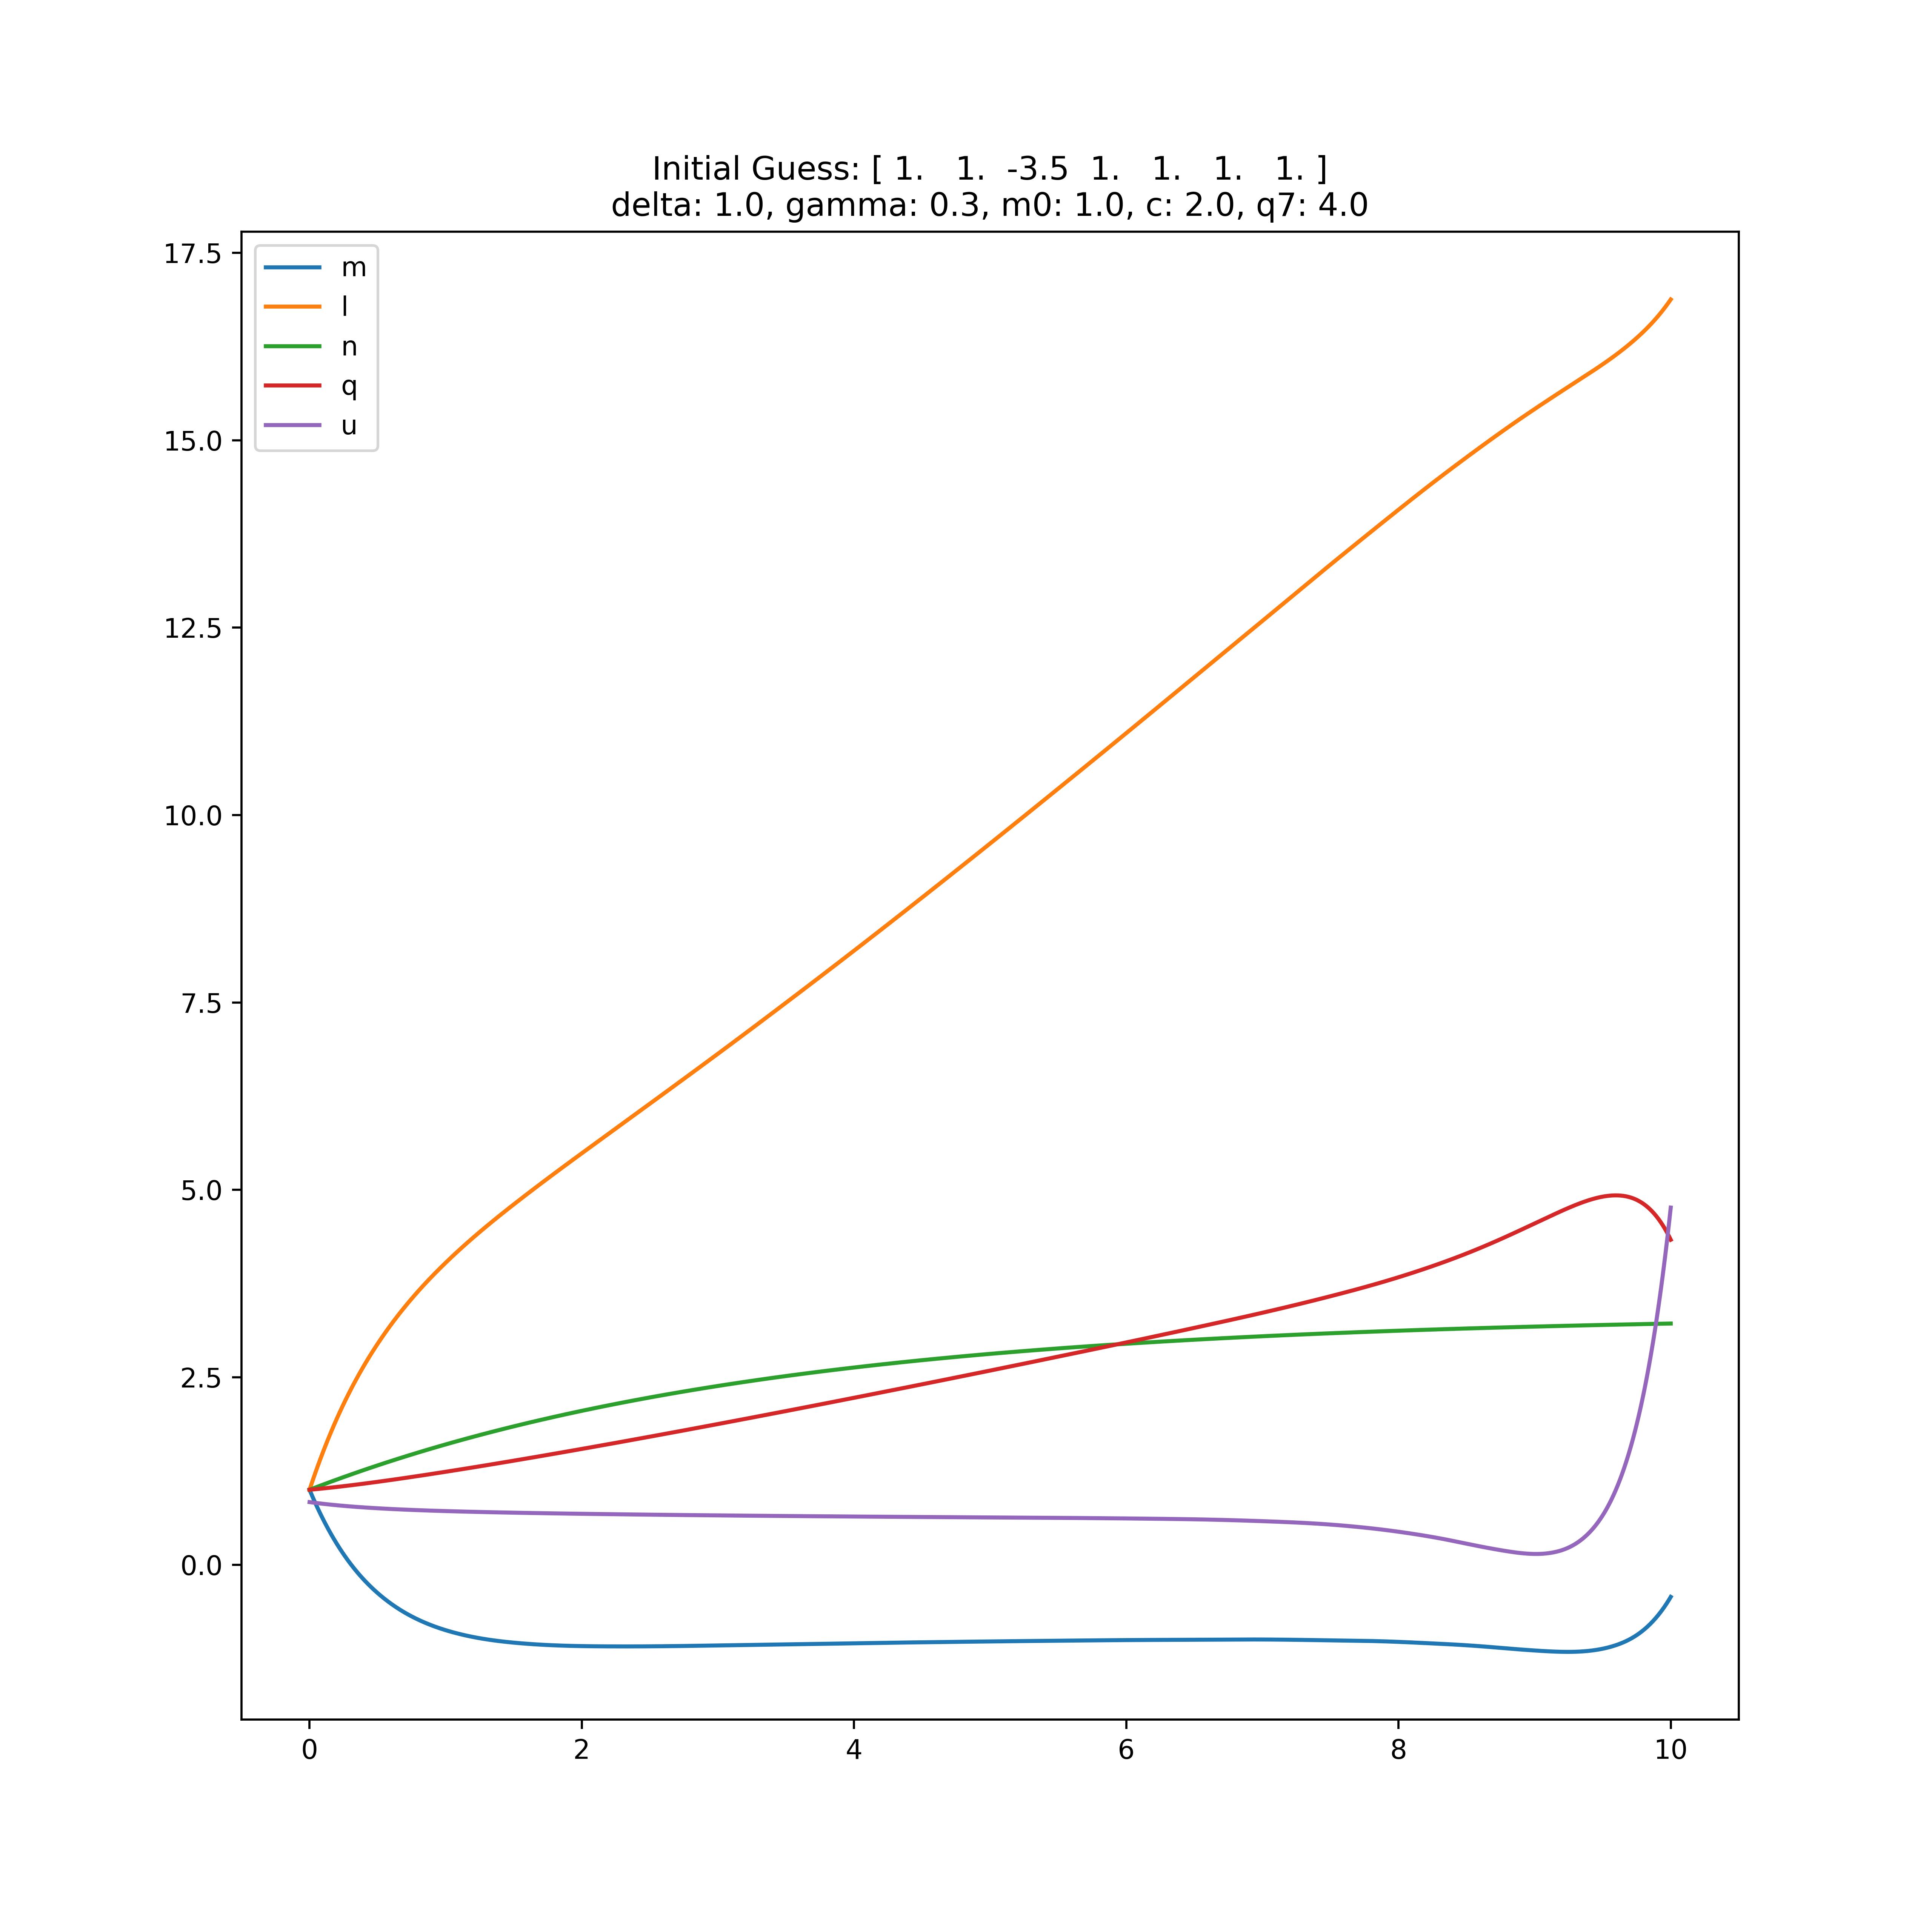 Initial Guess: [ 1.   1.  -3.5  1.   1.   1.   1. ]
delta: 1.0, gamma: 0.3, m0: 1.0, c: 2.0, q7: 4.0
17.5
15.0
12.5
10.0
7.5
5.0
2.5
0.0
m
l
n
q
u
0 2 4 6 8 10